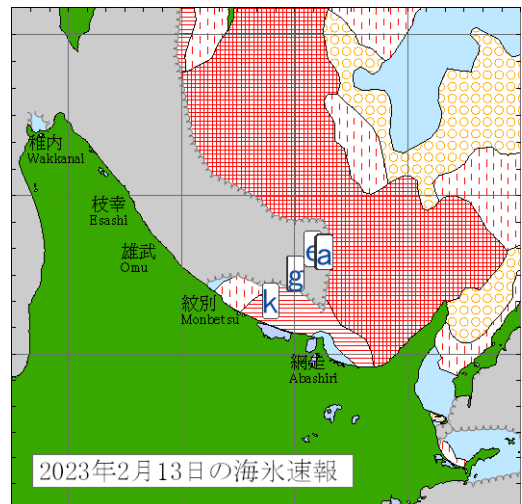 稚内
Wakkanai
枝幸
Esashi
雄武
Omu
e
a
g
k
紋別
Monbetsu
網走
Abashiri
2023年2月13日の海氷速報